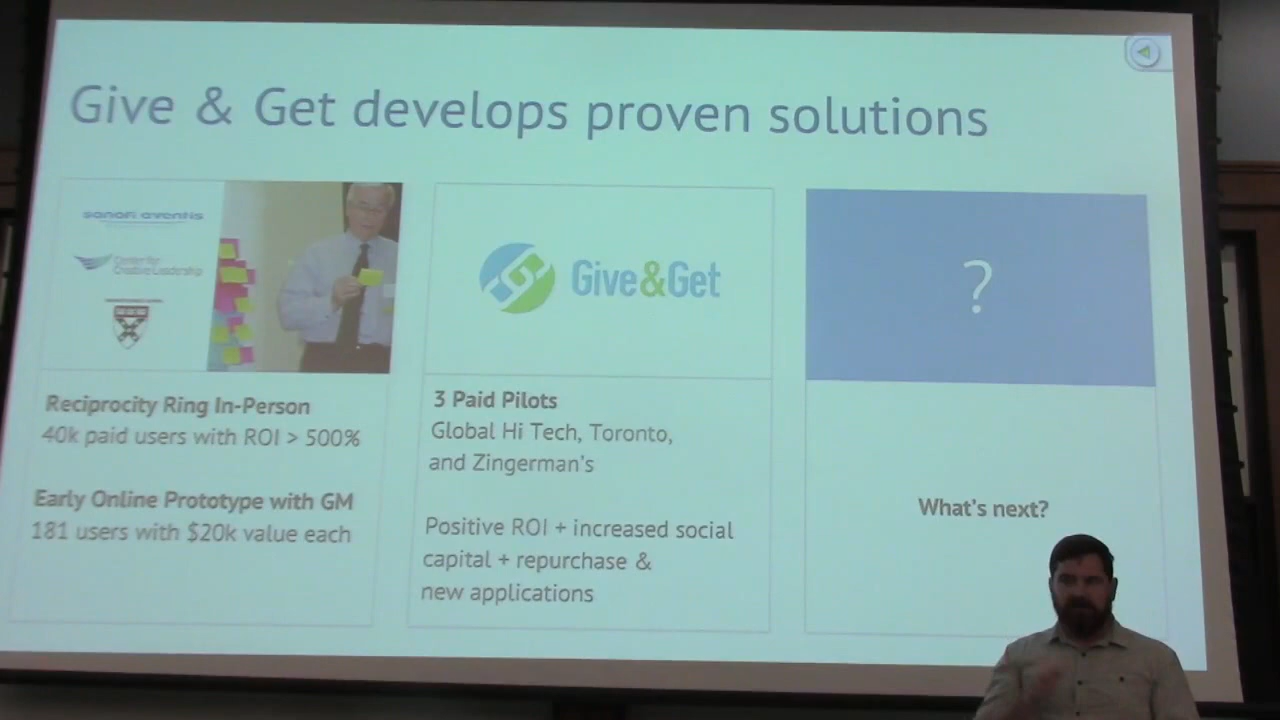 Give & Get develops proven solutions
sanofi aventis
Center for
Creative Leadership
Reciprocity Ring In-Person
40k paid users with ROI > 500%
Early Online Prototype with GM
181 users with $20k value each
Give&Get
3 Paid Pilots
Global Hi Tech, Toronto,
and Zingerman's
Positive ROI + increased social
capital + repurchase &
new applications
?
What's next?